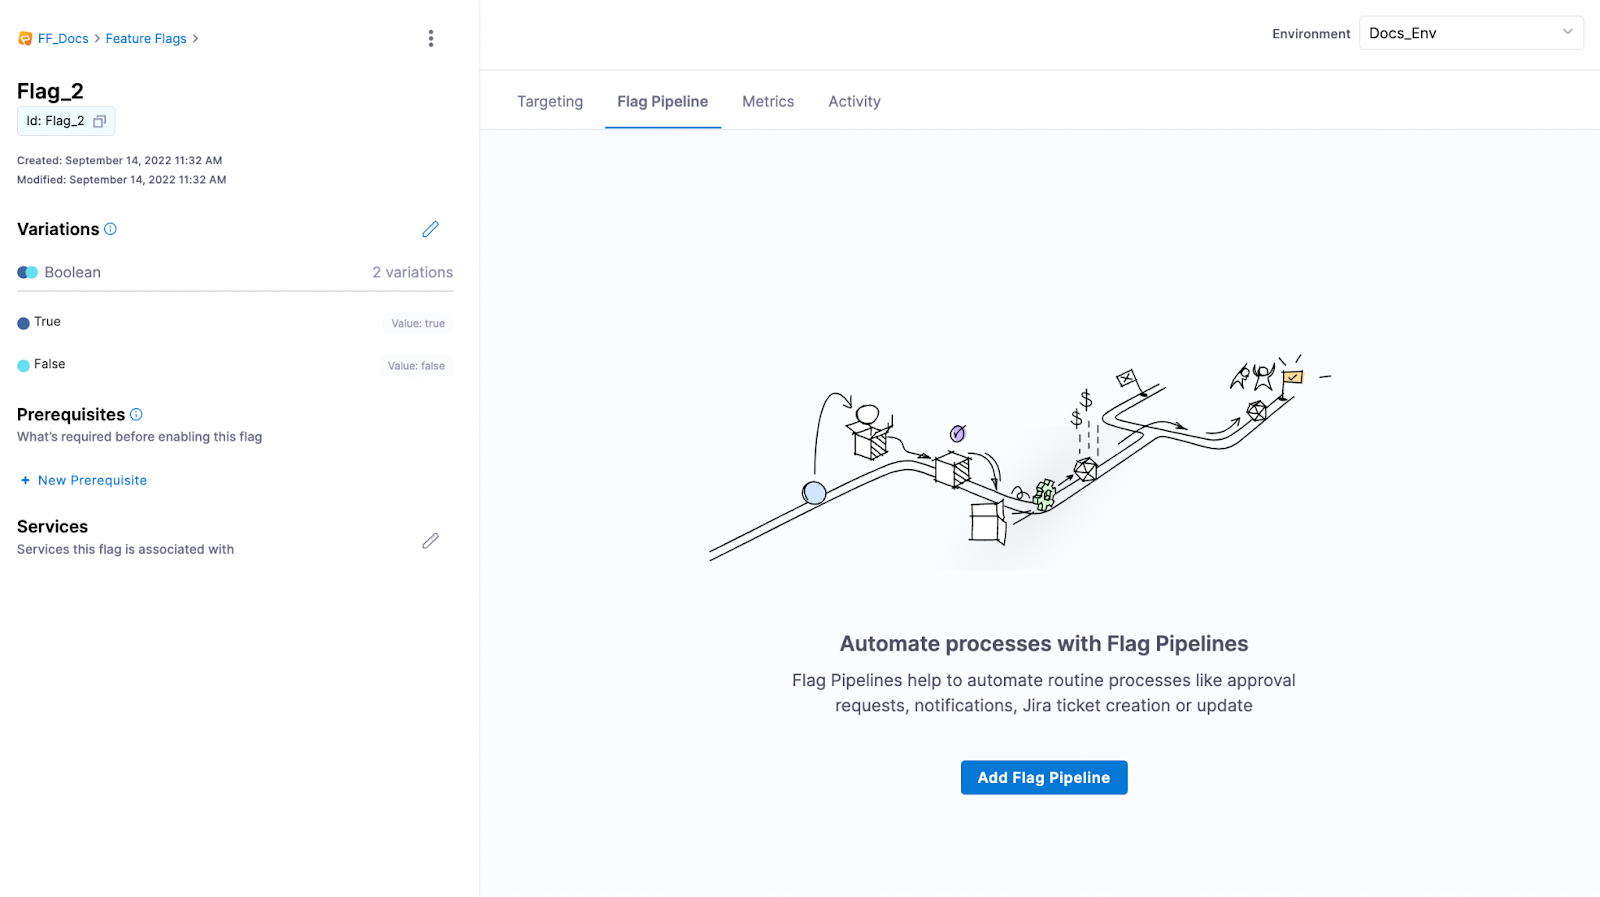 FF_Docs > Feature Flags >
Flag_2
Id: Flag_2
Created: September 14, 2022 11:32 AM
Modified: September 14, 2022 11:32 AM
Variations
Boolean 2 variations
True Value: true
False Value: false
Prerequisites
What's required before enabling this flag
+ New Prerequisite
Services
Services this flag is associated with
Environment Docs_Env
Targeting Flag Pipeline Metrics Activity
$
$
Automate processes with Flag Pipelines
Flag Pipelines help to automate routine processes like approval
requests, notifications, Jira ticket creation or update
Add Flag Pipeline